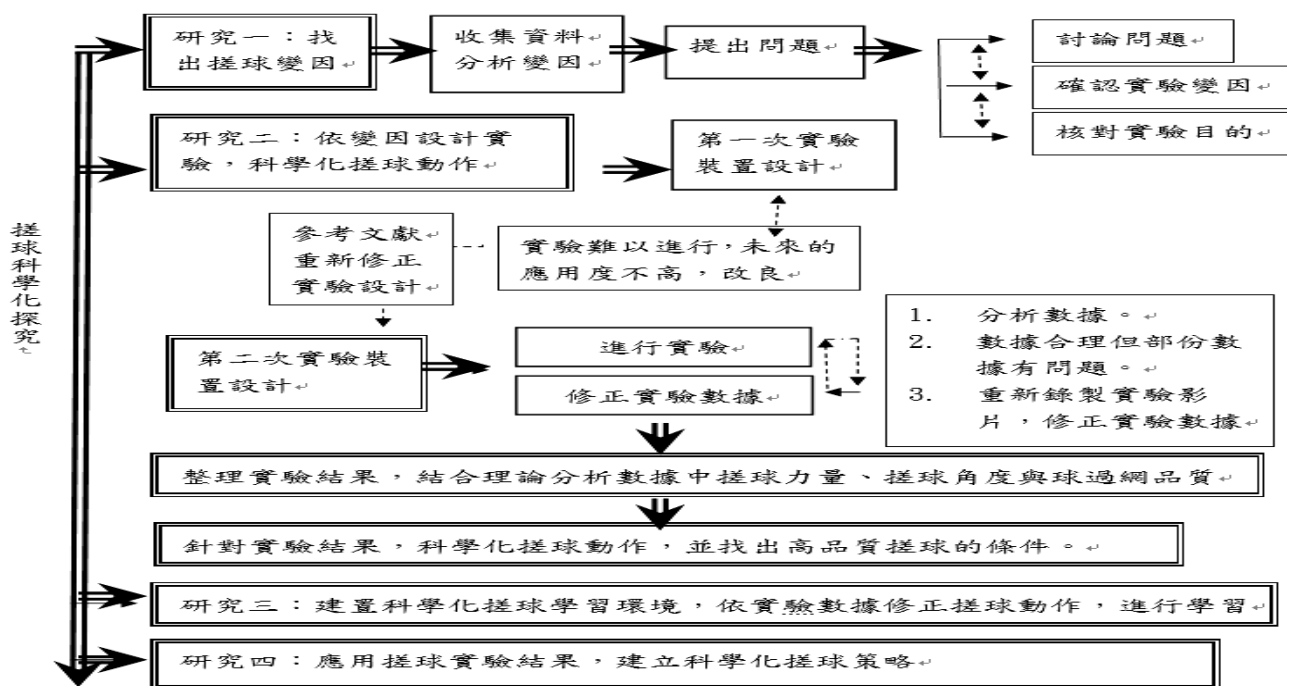 研究一：找
出搓球變因
收集資料
分析變因
提出問題
討論問題
確認實驗變因
核對實驗目的
研究二：依變因設計實
驗，科學化搓球動作
第一次實驗
裝置設計
搓球科學化探究
參考文獻
重新修正
實驗設計
實驗難以進行，未來的
應用度不高，改良
第二次實驗裝
置設計
進行實驗
修正實驗數據
1. 分析數據。
2. 數據合理但部份數
據有問題。
3. 重新錄製實驗影
片，修正實驗數據
整理實驗結果，結合理論分析數據中搓球力量、搓球角度與球過網品質
針對實驗結果，科學化搓球動作，並找出高品質搓球的條件。
研究三：建置科學化搓球學習環境，依實驗數據修正搓球動作，進行學習
研究四：應用搓球實驗結果，建立科學化搓球策略